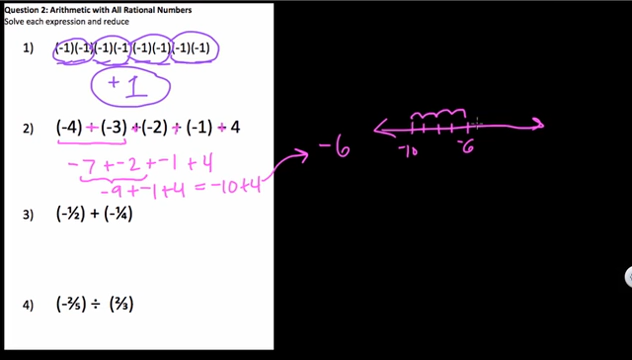 Question 2: Arithmetic with All Rational Numbers
Solve each expression and reduce
1) (-1)(-1)(-1)(-1)(-1)(-1)(-1)(-1)
+1
2) (-4) + (-3) + (-2) + (-1) + 4
-7 + -2 + -1 + 4
-9 + -1 + 4 = -10 + 4
-6
-10 -6
3) (-½) + (-¼)
4) (-⅖) ÷ (⅔)